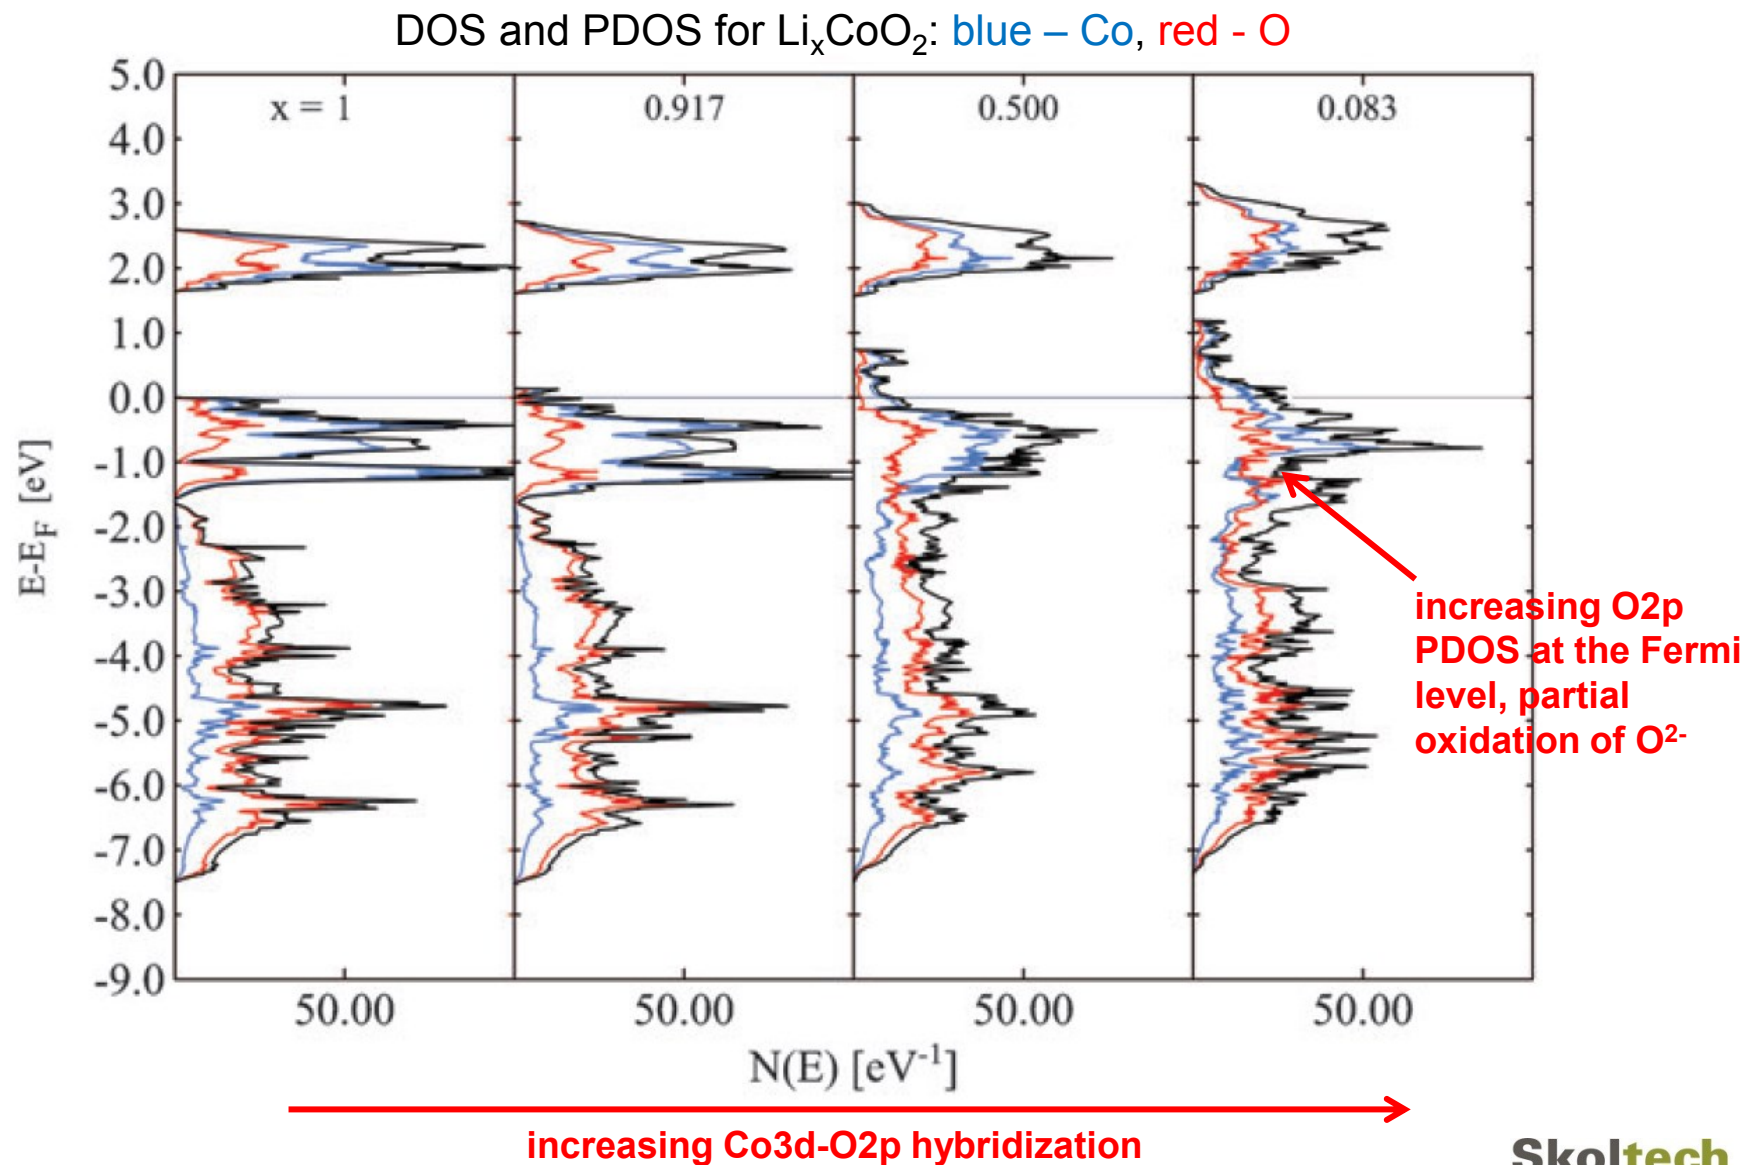 DOS and PDOS for LiₓCoO₂: blue – Co, red - O
5.0
4.0
3.0
2.0
1.0
0.0
-1.0
-2.0
-3.0
-4.0
-5.0
-6.0
-7.0
-8.0
-9.0
E-E_F [eV]
x = 1
0.917
0.500
0.083
increasing O2p
PDOS at the Fermi
level, partial
oxidation of O²⁻
50.00
50.00
50.00
50.00
N(E) [eV⁻¹]
increasing Co3d-O2p hybridization
Skoltech